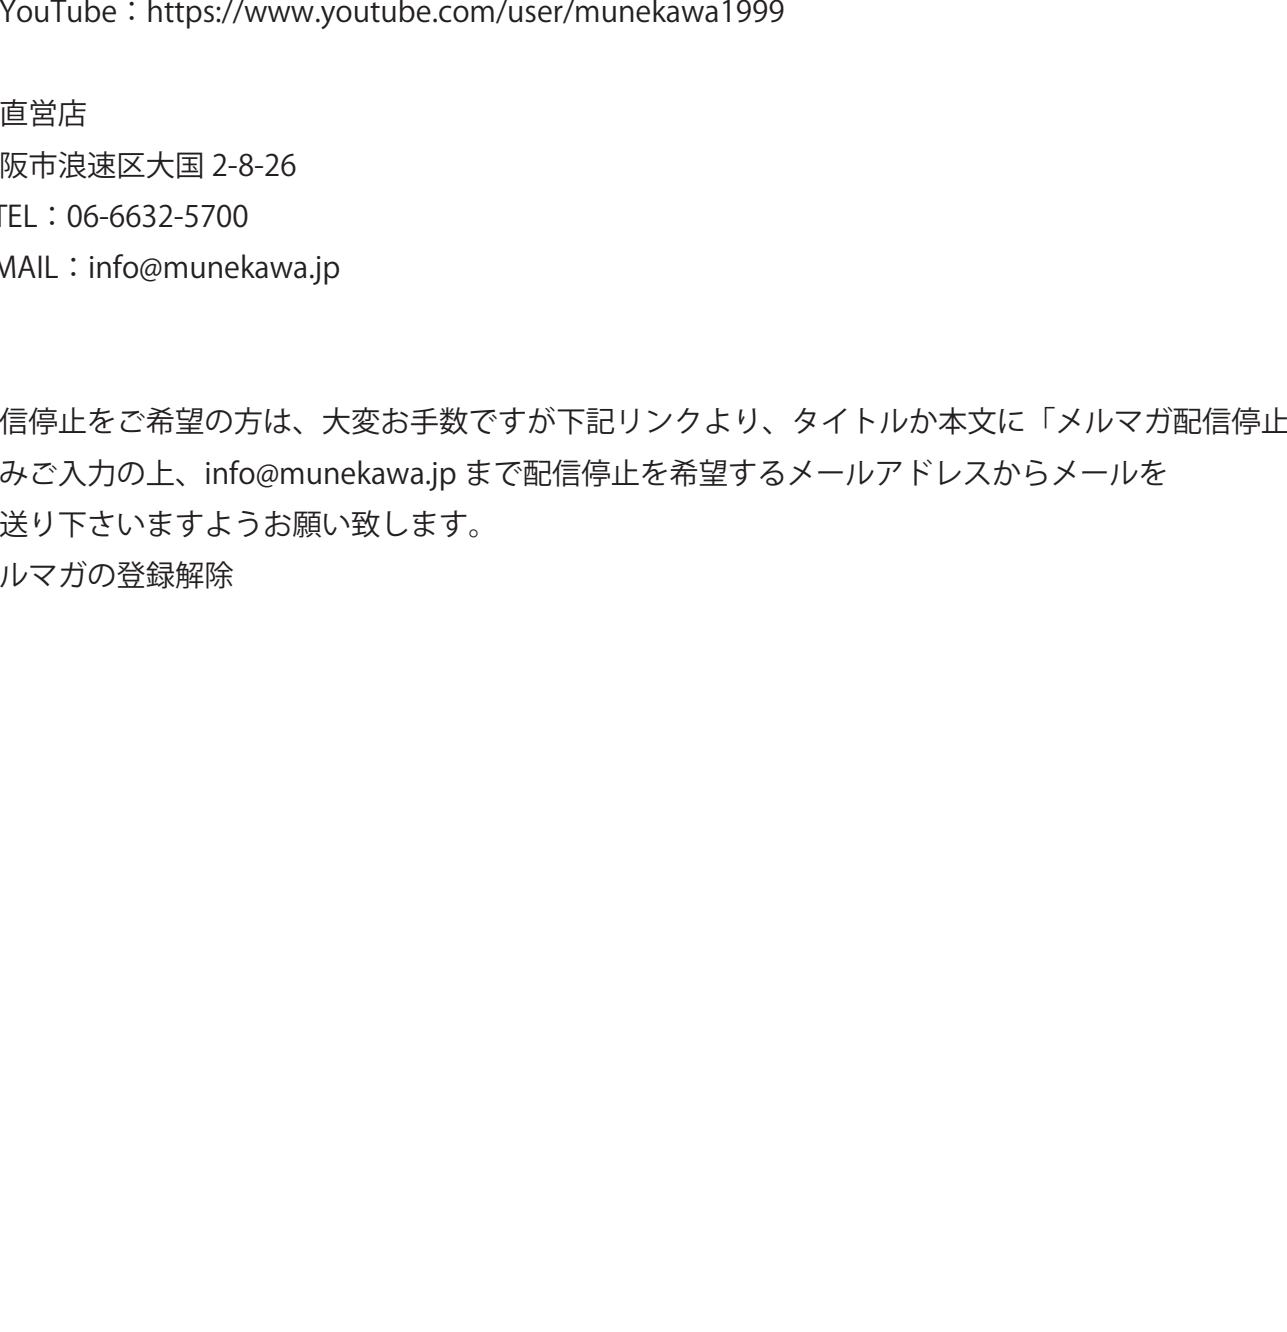 YouTube：https://www.youtube.com/user/munekawa1999
直営店
阪市浪速区大国 2-8-26
TEL：06-6632-5700
MAIL：info@munekawa.jp
信停止をご希望の方は、大変お手数ですが下記リンクより、タイトルか本文に「メルマガ配信停止
みご入力の上、info@munekawa.jp まで配信停止を希望するメールアドレスからメールを
送り下さいますようお願い致します。
ルマガの登録解除